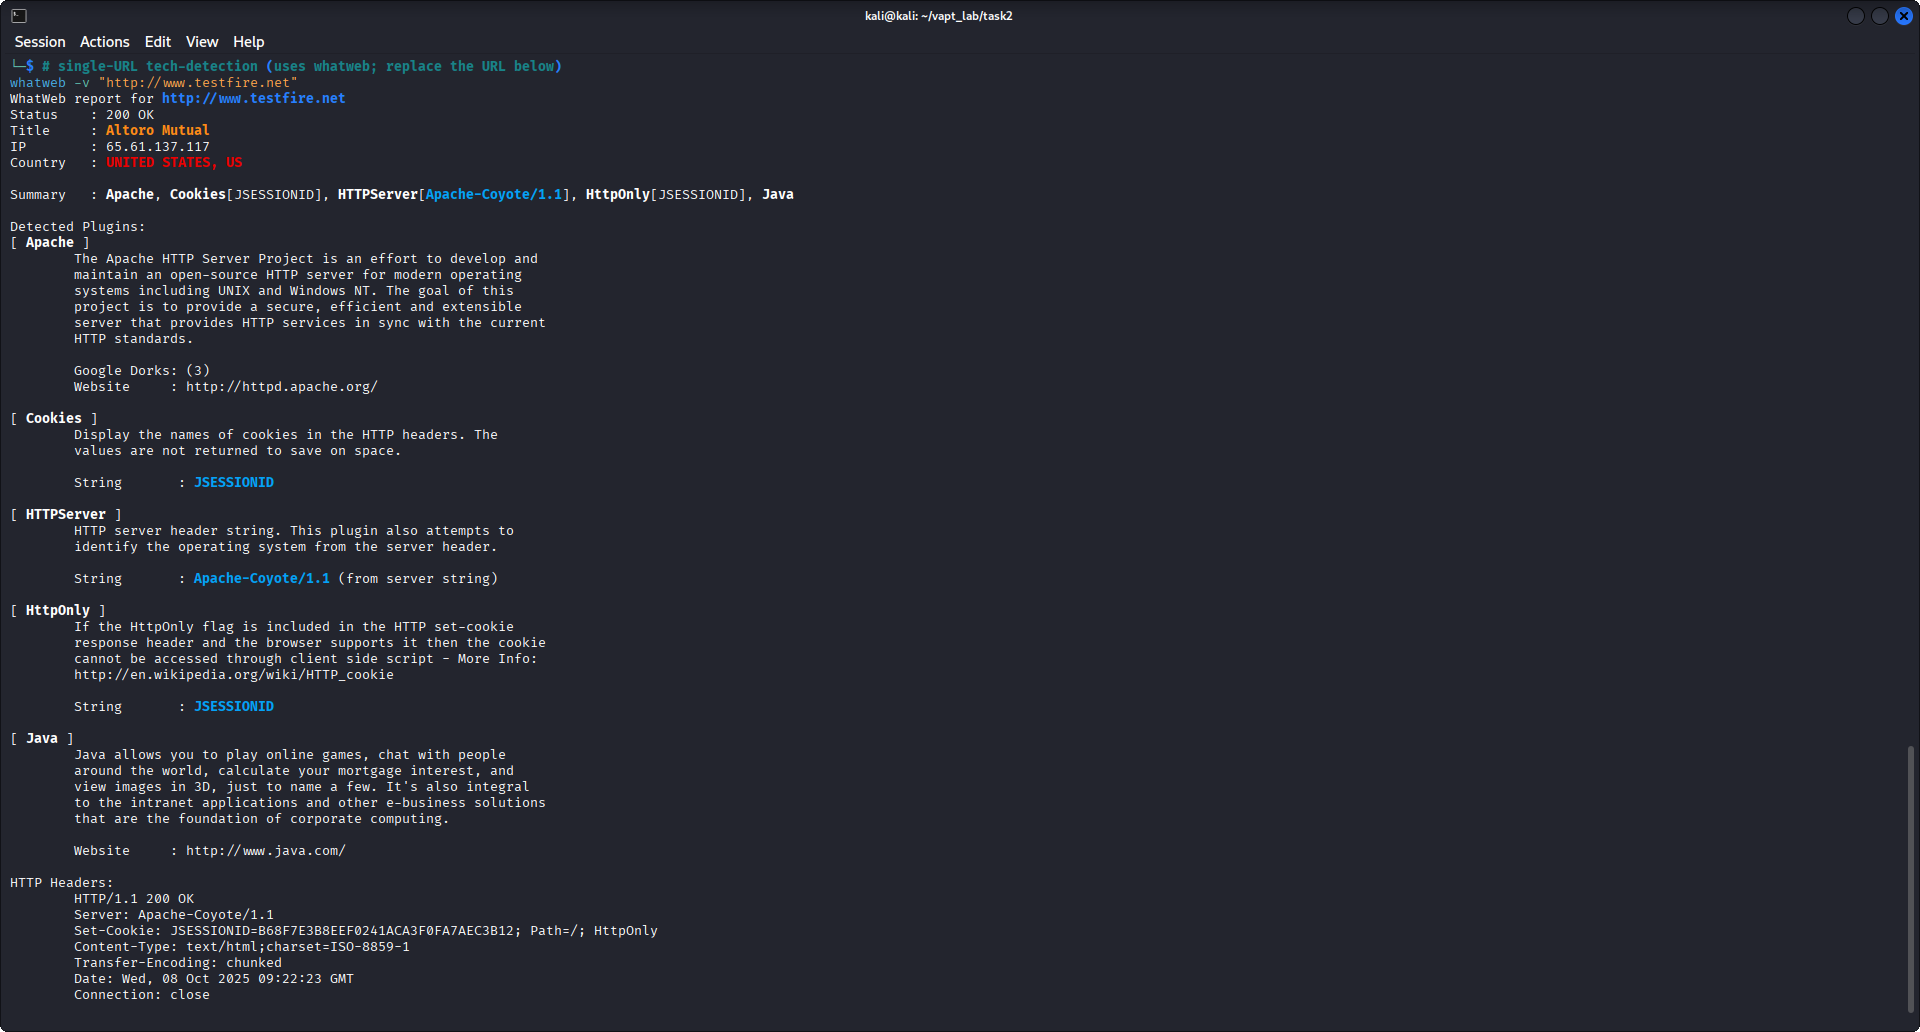 kali@kali: ~/vapt_lab/task2
Session Actions Edit View Help
└─$ # single-URL tech-detection (uses whatweb; replace the URL below)
whatweb -v "http://www.testfire.net"
WhatWeb report for http://www.testfire.net
Status    : 200 OK
Title     : Altoro Mutual
IP        : 65.61.137.117
Country   : UNITED STATES, US
Summary   : Apache, Cookies[JSESSIONID], HTTPServer[Apache-Coyote/1.1], HttpOnly[JSESSIONID], Java
Detected Plugins:
[ Apache ]
The Apache HTTP Server Project is an effort to develop and
maintain an open-source HTTP server for modern operating
systems including UNIX and Windows NT. The goal of this
project is to provide a secure, efficient and extensible
server that provides HTTP services in sync with the current
HTTP standards.
Google Dorks: (3)
Website     : http://httpd.apache.org/
[ Cookies ]
Display the names of cookies in the HTTP headers. The
values are not returned to save on space.
String       : JSESSIONID
[ HTTPServer ]
HTTP server header string. This plugin also attempts to
identify the operating system from the server header.
String       : Apache-Coyote/1.1 (from server string)
[ HttpOnly ]
If the HttpOnly flag is included in the HTTP set-cookie
response header and the browser supports it then the cookie
cannot be accessed through client side script - More Info:
http://en.wikipedia.org/wiki/HTTP_cookie
String       : JSESSIONID
[ Java ]
Java allows you to play online games, chat with people
around the world, calculate your mortgage interest, and
view images in 3D, just to name a few. It's also integral
to the intranet applications and other e-business solutions
that are the foundation of corporate computing.
Website     : http://www.java.com/
HTTP Headers:
HTTP/1.1 200 OK
Server: Apache-Coyote/1.1
Set-Cookie: JSESSIONID=B68F7E3B8EEF0241ACA3F0FA7AEC3B12; Path=/; HttpOnly
Content-Type: text/html;charset=ISO-8859-1
Transfer-Encoding: chunked
Date: Wed, 08 Oct 2025 09:22:23 GMT
Connection: close